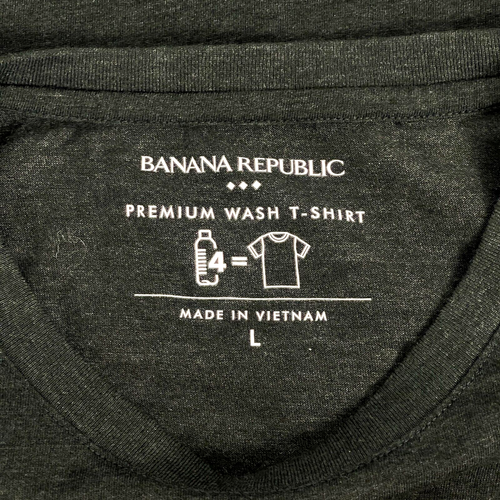 BANANA REPUBLIC
PREMIUM WASH T-SHIRT
4 =
MADE IN VIETNAM
L